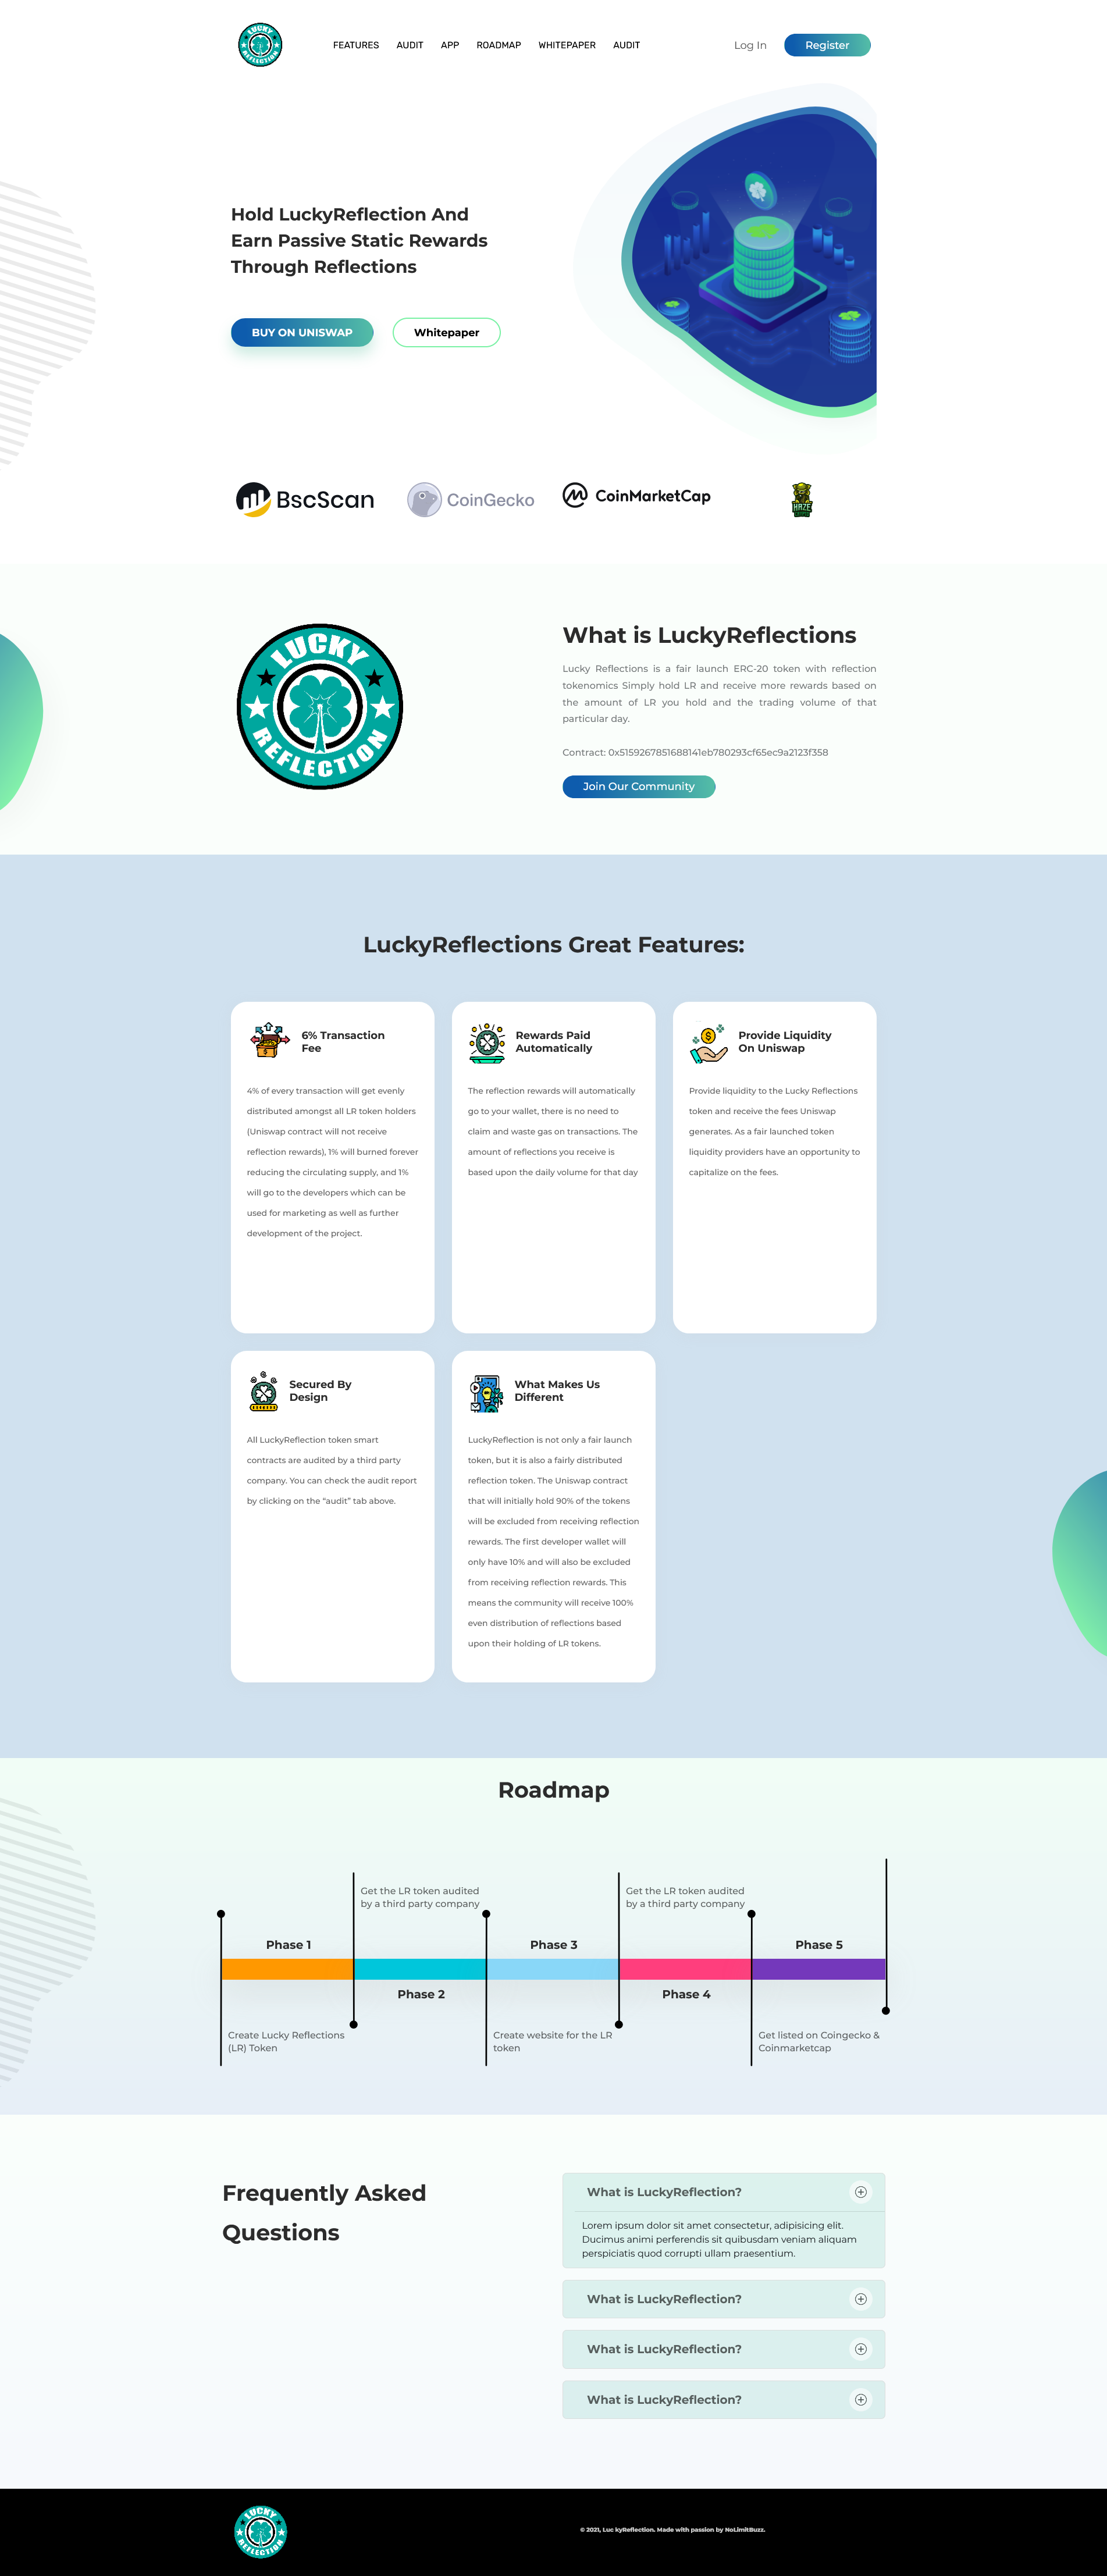 LUCKY
REFLECTION
FEATURES AUDIT APP ROADMAP WHITEPAPER AUDIT
Log In Register
Hold LuckyReflection And
Earn Passive Static Rewards
Through Reflections
BUY ON UNISWAP Whitepaper
BscScan CoinGecko CoinMarketCap HAZE
LUCKY
REFLECTION
What is LuckyReflections
Lucky Reflections is a fair launch ERC-20 token with reflection
tokenomics Simply hold LR and receive more rewards based on
the amount of LR you hold and the trading volume of that
particular day.
Contract: 0x5159267851688141eb780293cf65ec9a2123f358
Join Our Community
LuckyReflections Great Features:
6% Transaction
Fee
4% of every transaction will get evenly
distributed amongst all LR token holders
(Uniswap contract will not receive
reflection rewards), 1% will burned forever
reducing the circulating supply, and 1%
will go to the developers which can be
used for marketing as well as further
development of the project.
Rewards Paid
Automatically
The reflection rewards will automatically
go to your wallet, there is no need to
claim and waste gas on transactions. The
amount of reflections you receive is
based upon the daily volume for that day
Provide Liquidity
On Uniswap
Provide liquidity to the Lucky Reflections
token and receive the fees Uniswap
generates. As a fair launched token
liquidity providers have an opportunity to
capitalize on the fees.
Secured By
Design
All LuckyReflection token smart
contracts are audited by a third party
company. You can check the audit report
by clicking on the “audit” tab above.
What Makes Us
Different
LuckyReflection is not only a fair launch
token, but it is also a fairly distributed
reflection token. The Uniswap contract
that will initially hold 90% of the tokens
will be excluded from receiving reflection
rewards. The first developer wallet will
only have 10% and will also be excluded
from receiving reflection rewards. This
means the community will receive 100%
even distribution of reflections based
upon their holding of LR tokens.
Roadmap
Phase 1
Create Lucky Reflections
(LR) Token
Get the LR token audited
by a third party company
Phase 2
Phase 3
Create website for the LR
token
Get the LR token audited
by a third party company
Phase 4
Phase 5
Get listed on Coingecko &
Coinmarketcap
Frequently Asked
Questions
What is LuckyReflection?
Lorem ipsum dolor sit amet consectetur, adipisicing elit.
Ducimus animi perferendis sit quibusdam veniam aliquam
perspiciatis quod corrupti ullam praesentium.
What is LuckyReflection?
What is LuckyReflection?
What is LuckyReflection?
LUCKY
REFLECTION
© 2021, Luc kyReflection. Made with passion by NoLimitBuzz.